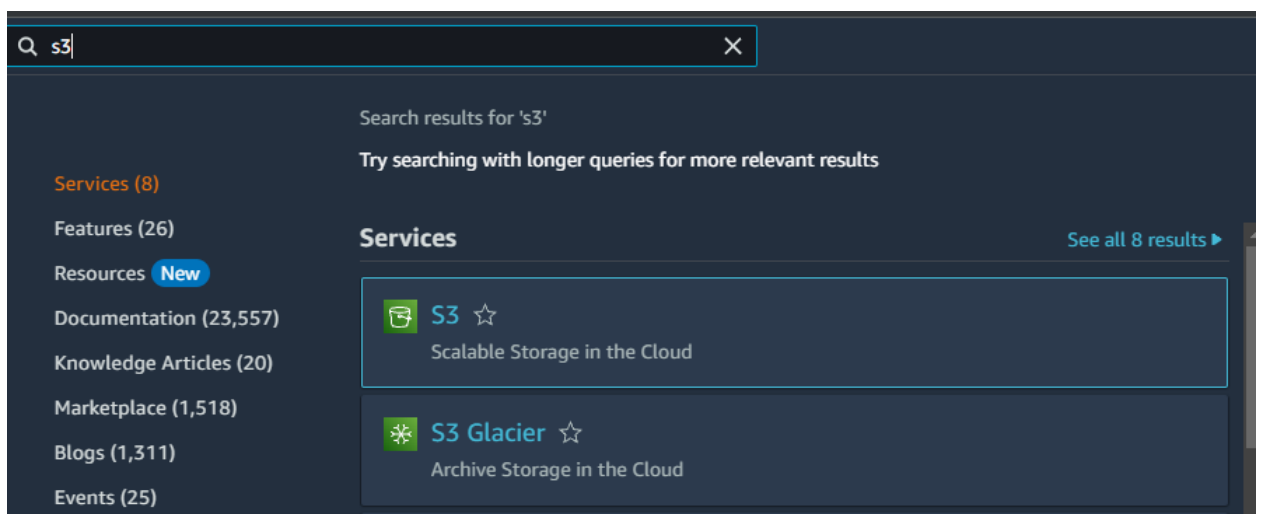 s3
Search results for 's3'
Try searching with longer queries for more relevant results
Services (8)
Features (26)
Resources New
Documentation (23,557)
Knowledge Articles (20)
Marketplace (1,518)
Blogs (1,311)
Events (25)
Services
See all 8 results
S3
Scalable Storage in the Cloud
S3 Glacier
Archive Storage in the Cloud